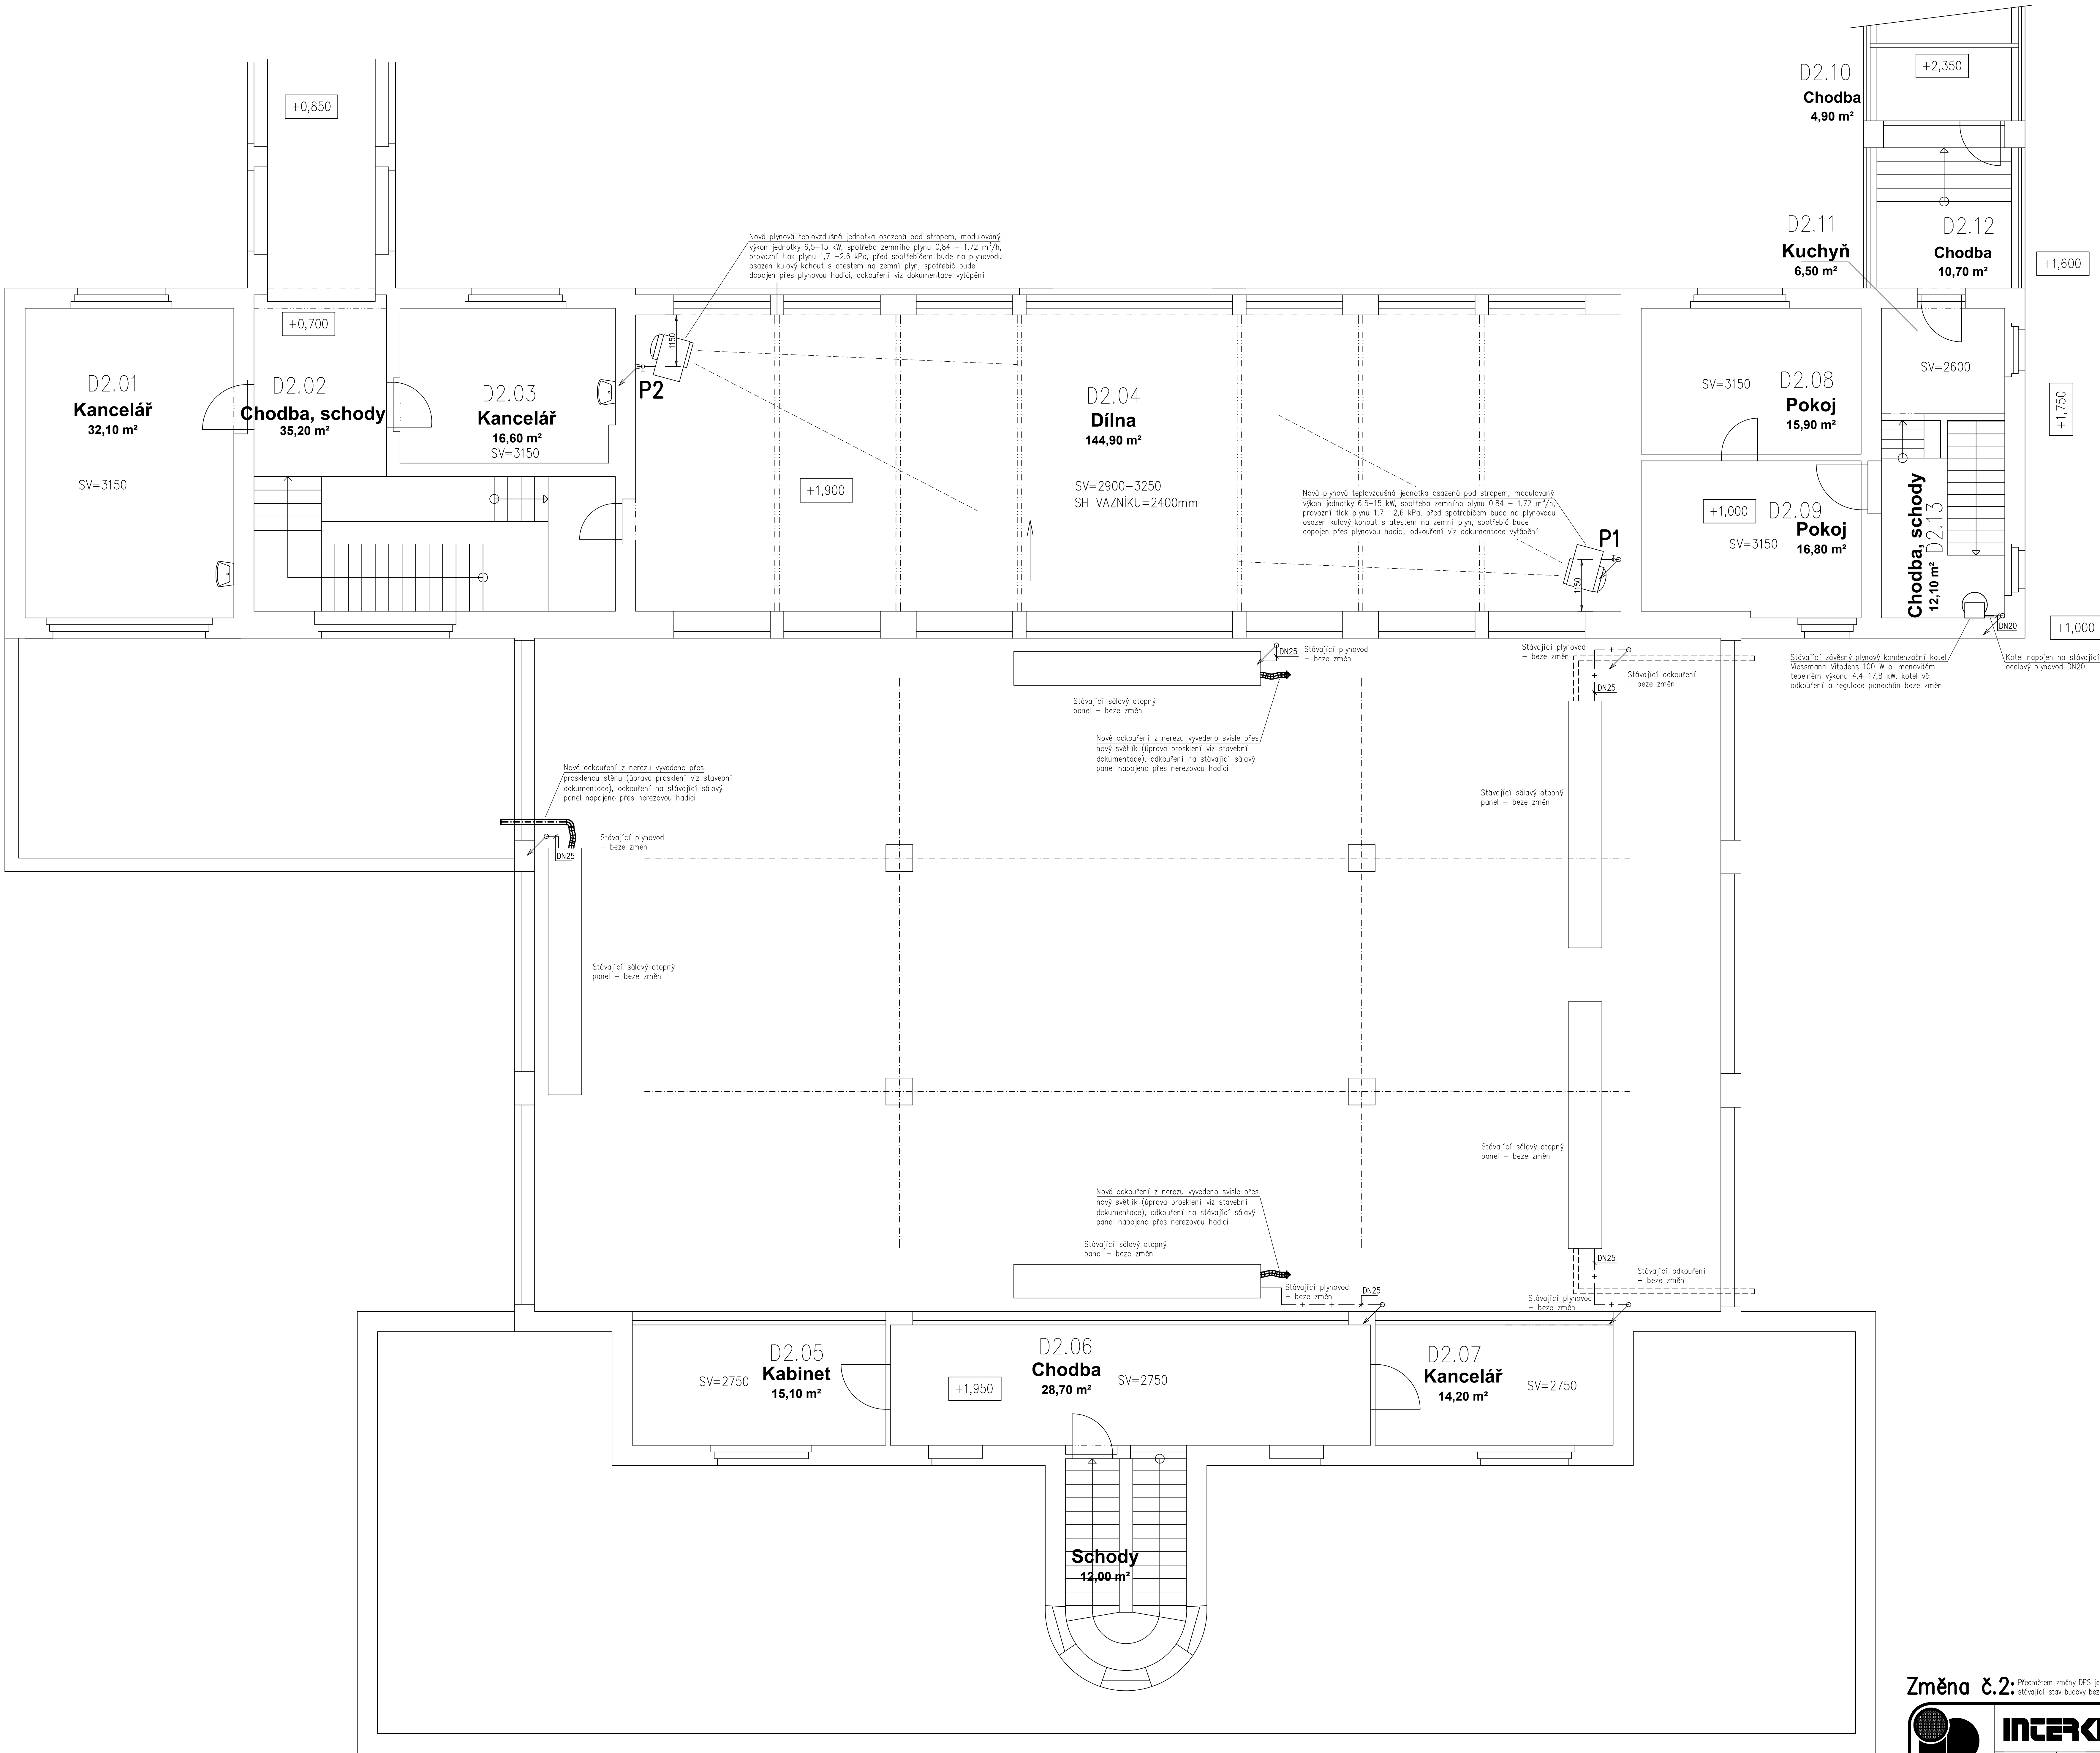 D2.10
Chodba
4,90 m²
+2,350
+0,850
D2.11
Kuchyň
6,50 m²
D2.12
Chodba
10,70 m²
+1,600
Nová plynová teplovzdušná jednotka osazená pod stropem, modulovaný
výkon jednotky 6,5–15 kW, spotřeba zemního plynu 0,84 – 1,72 m³/h,
provozní tlak plynu 1,7 –2,6 kPa, před spotřebičem bude na plynovodu
osazen kulový kohout s atestem na zemní plyn, spotřebič bude
dopojen přes plynovou hadici, odkouření viz dokumentace vytápění
+0,700
1150
P2
D2.01
Kancelář
32,10 m²
SV=3150
D2.02
Chodba, schody
35,20 m²
D2.03
Kancelář
16,60 m²
SV=3150
D2.04
Dílna
144,90 m²
SV=2900–3250
SH VAZNÍKU=2400mm
+1,900
SV=3150
D2.08
Pokoj
15,90 m²
SV=2600
+1,750
Nová plynová teplovzdušná jednotka osazená pod stropem, modulovaný
výkon jednotky 6,5–15 kW, spotřeba zemního plynu 0,84 – 1,72 m³/h,
provozní tlak plynu 1,7 –2,6 kPa, před spotřebičem bude na plynovodu
osazen kulový kohout s atestem na zemní plyn, spotřebič bude
dopojen přes plynovou hadici, odkouření viz dokumentace vytápění
P1
1150
+1,000
D2.09
Pokoj
16,80 m²
SV=3150
Chodba, schody
D2.13
12,10 m²
DN20
+1,000
Stávající závěsný plynový kondenzační kotel
Viessmann Vitodens 100 W o jmenovitém
tepelném výkonu 4,4–17,8 kW, kotel vč.
odkouření a regulace ponechán beze změn
Kotel napojen na stávající
ocelový plynovod DN20
DN25
Stávající plynovod
– beze změn
Stávající plynovod
– beze změn
Stávající odkouření
– beze změn
DN25
Stávající sálavý otopný
panel – beze změn
Nové odkouření z nerezu vyvedeno svisle přes
nový světlík (úprava prosklení viz stavební
dokumentace), odkouření na stávající sálavý
panel napojeno přes nerezovou hadici
Nové odkouření z nerezu vyvedeno přes
prosklenou stěnu (úprava prosklení viz stavební
dokumentace), odkouření na stávající sálavý
panel napojeno přes nerezovou hadici
Stávající sálavý otopný
panel – beze změn
Stávající plynovod
– beze změn
DN25
Stávající sálavý otopný
panel – beze změn
Stávající sálavý otopný
panel – beze změn
Nové odkouření z nerezu vyvedeno svisle přes
nový světlík (úprava prosklení viz stavební
dokumentace), odkouření na stávající sálavý
panel napojeno přes nerezovou hadici
Stávající sálavý otopný
panel – beze změn
DN25
Stávající odkouření
– beze změn
Stávající plynovod
– beze změn
DN25
Stávající plynovod
– beze změn
D2.05
Kabinet
15,10 m²
SV=2750
D2.06
Chodba
28,70 m²
SV=2750
+1,950
D2.07
Kancelář
14,20 m²
SV=2750
Schody
12,00 m²
Změna č.2:
Předmětem změny DPS je
stávající stav budovy bez